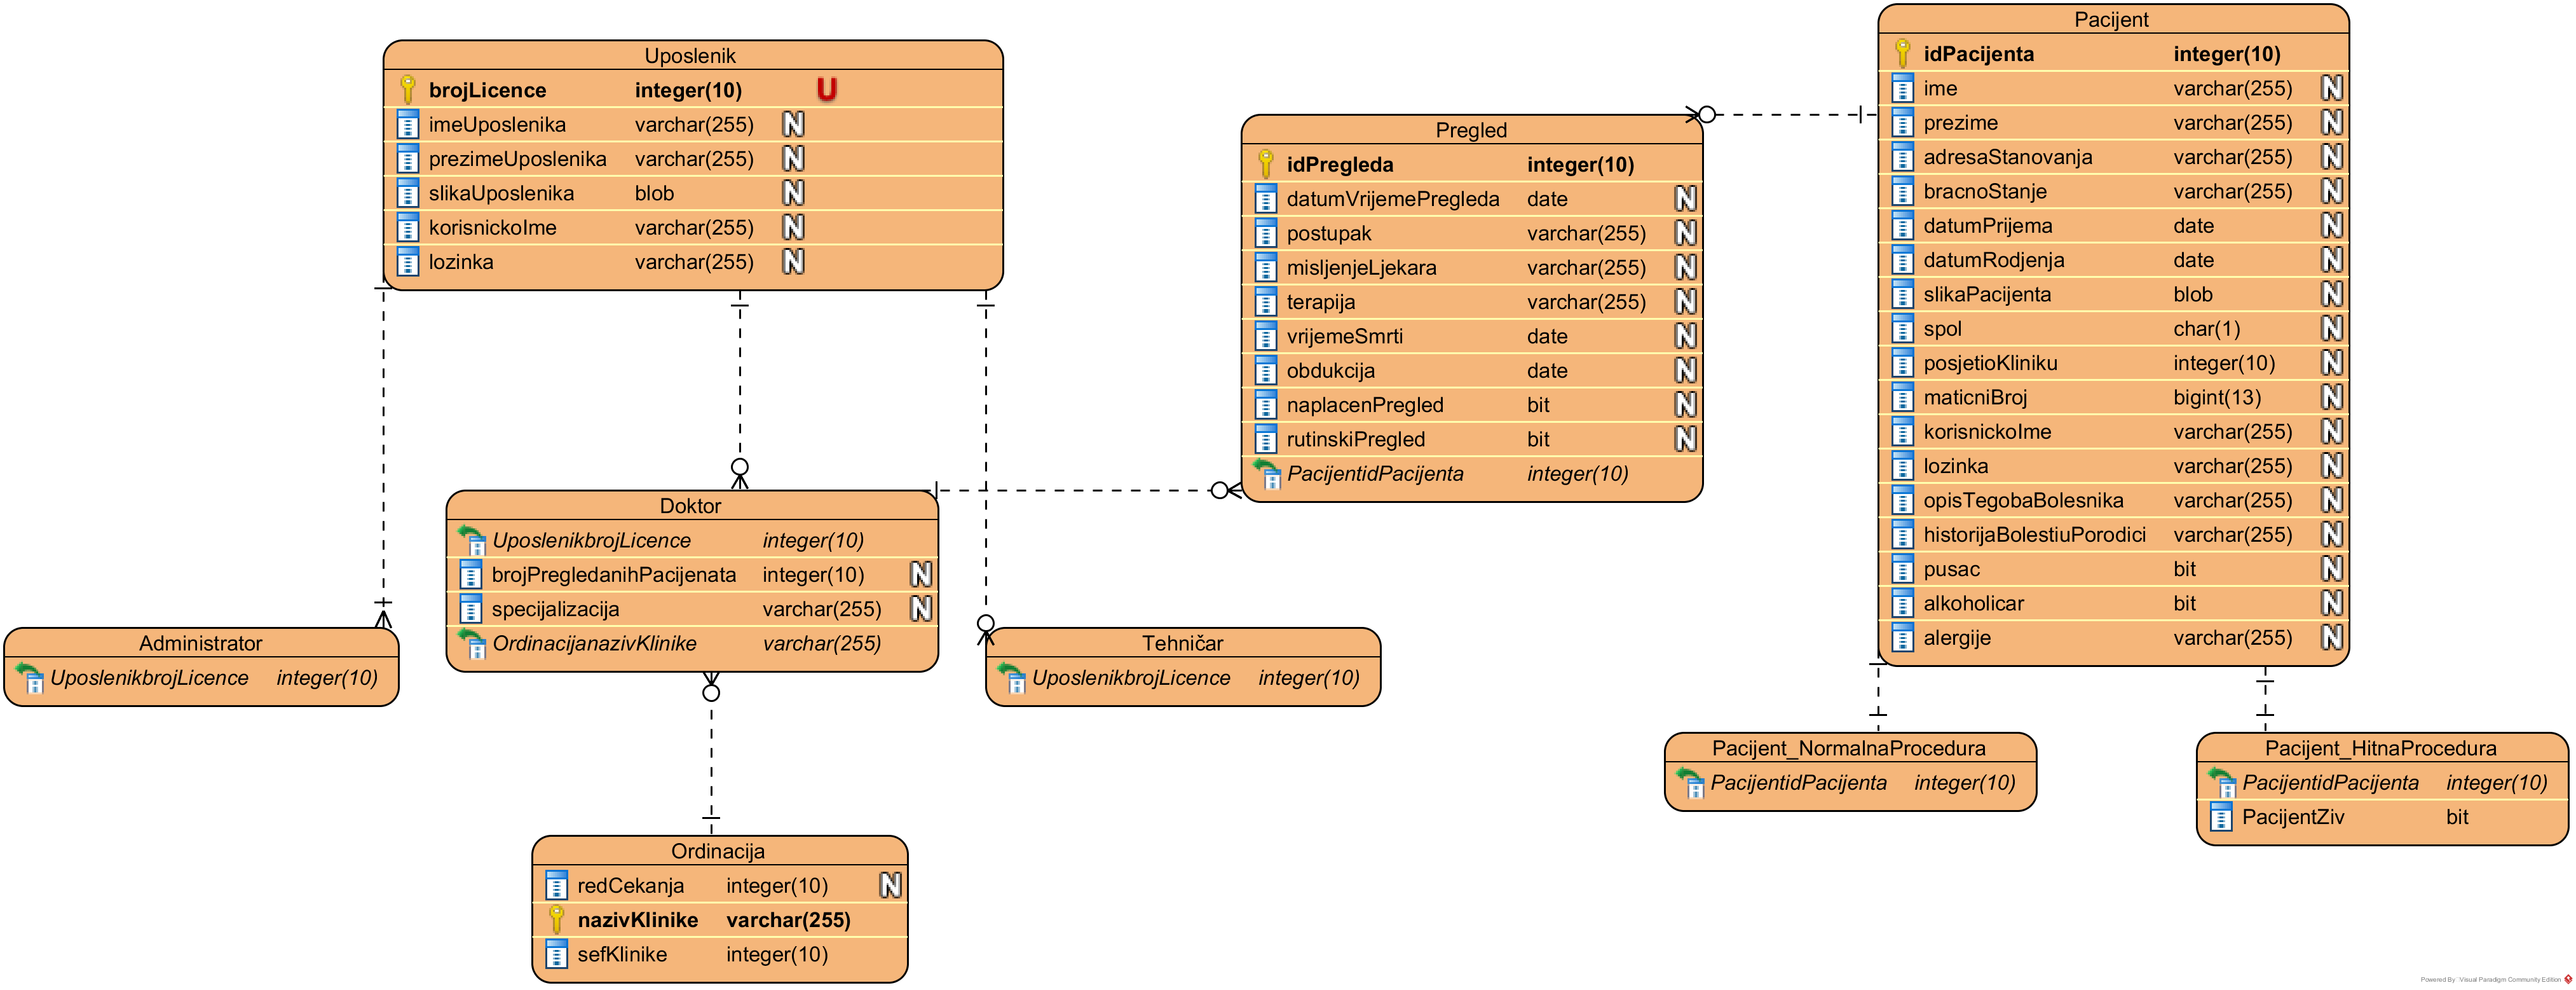 Uposlenik
brojLicence integer(10) U
imeUposlenika varchar(255) N
prezimeUposlenika varchar(255) N
slikaUposlenika blob N
korisnickoIme varchar(255) N
lozinka varchar(255) N
Pregled
idPregleda integer(10)
datumVrijemePregleda date N
postupak varchar(255) N
misljenjeLjekara varchar(255) N
terapija varchar(255) N
vrijemeSmrti date N
obdukcija date N
naplacenPregled bit N
rutinskiPregled bit N
PacijentidPacijenta integer(10)
Pacijent
idPacijenta integer(10)
ime varchar(255) N
prezime varchar(255) N
adresaStanovanja varchar(255) N
bracnoStanje varchar(255) N
datumPrijema date N
datumRodjenja date N
slikaPacijenta blob N
spol char(1) N
posjetioKliniku integer(10) N
maticniBroj bigint(13) N
korisnickoIme varchar(255) N
lozinka varchar(255) N
opisTegobaBolesnika varchar(255) N
historijaBolestiuPorodici varchar(255) N
pusac bit N
alkoholicar bit N
alergije varchar(255) N
Doktor
UposlenikbrojLicence integer(10)
brojPregledanihPacijenata integer(10) N
specijalizacija varchar(255) N
OrdinacijanazivKlinike varchar(255)
Administrator
UposlenikbrojLicence integer(10)
Tehničar
UposlenikbrojLicence integer(10)
Pacijent_NormalnaProcedura
PacijentidPacijenta integer(10)
Pacijent_HitnaProcedura
PacijentidPacijenta integer(10)
PacijentZiv bit
Ordinacija
redCekanja integer(10) N
nazivKlinike varchar(255)
sefKlinike integer(10)
Powered By Visual Paradigm Community Edition